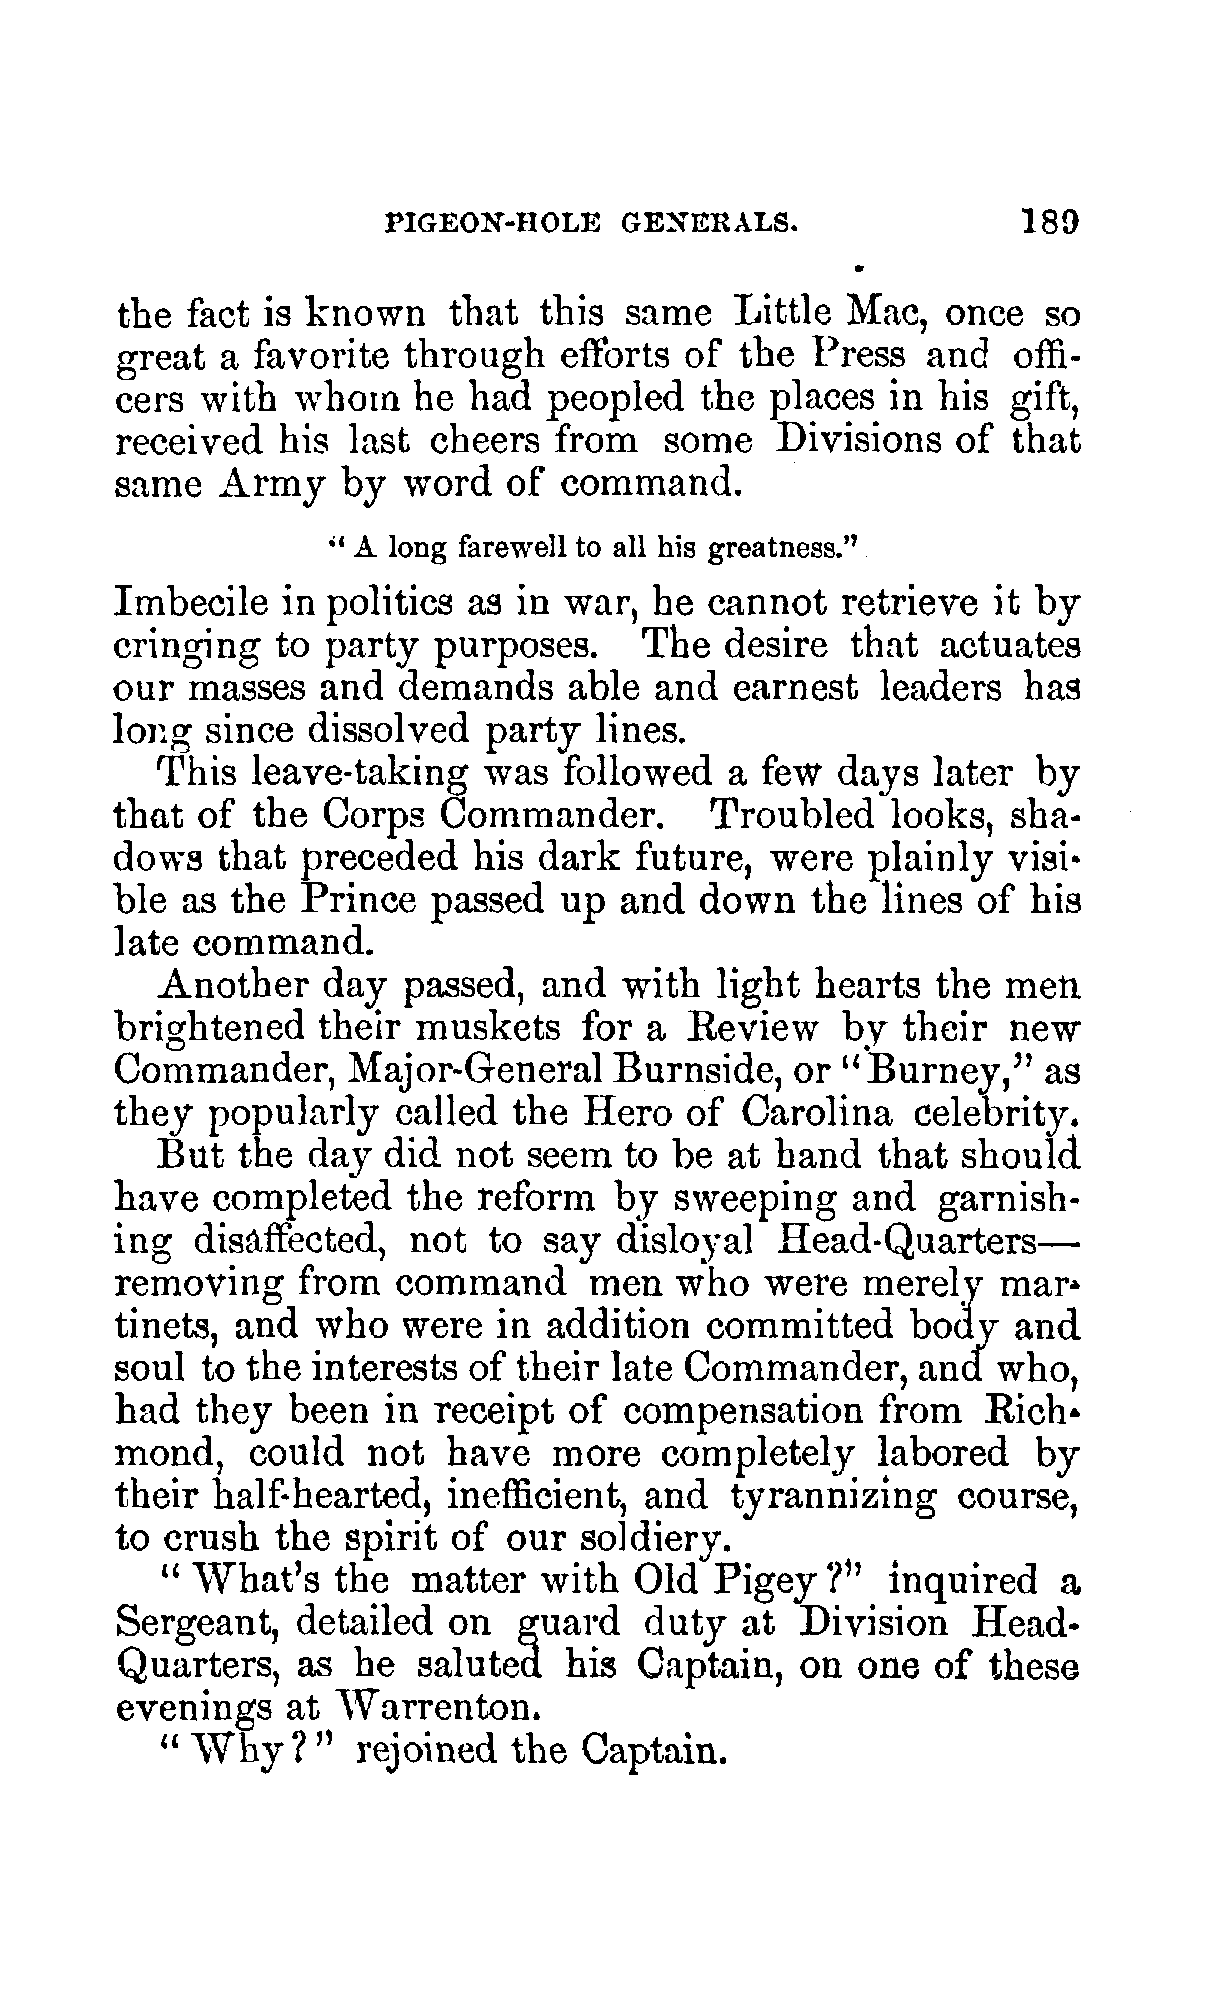 PIGEON-HOLE GENERALS. 189
the fact is known that this same Little Mac, once so
great a favorite through efforts of the Press and offi-
cers with whom he had peopled the places in his gift,
received his last cheers from some Divisions of that
same Army by word of command.
"A long farewell to all his greatness."
Imbecile in politics as in war, he cannot retrieve it by
cringing to party purposes. The desire that actuates
our masses and demands able and earnest leaders has
long since dissolved party lines.
This leave-taking was followed a few days later by
that of the Corps Commander. Troubled looks, sha-
dows that preceded his dark future, were plainly visi-
ble as the Prince passed up and down the lines of his
late command.
Another day passed, and with light hearts the men
brightened their muskets for a Review by their new
Commander, Major-General Burnside, or "Burney," as
they popularly called the Hero of Carolina celebrity.
But the day did not seem to be at hand that should
have completed the reform by sweeping and garnish-
ing disaffected, not to say disloyal Head-Quarters—
removing from command men who were merely mar-
tinets, and who were in addition committed body and
soul to the interests of their late Commander, and who,
had they been in receipt of compensation from Rich-
mond, could not have more completely labored by
their half-hearted, inefficient, and tyrannizing course,
to crush the spirit of our soldiery.
"What's the matter with Old Pigey?" inquired a
Sergeant, detailed on guard duty at Division Head-
Quarters, as he saluted his Captain, on one of these
evenings at Warrenton.
"Why?" rejoined the Captain.